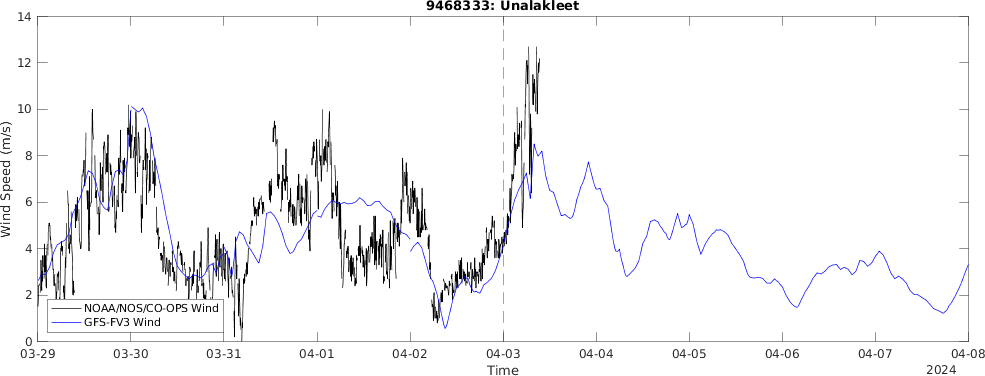 9468333: Unalakleet
14
12
10
8
6
4
2
0
Wind Speed (m/s)
NOAA/NOS/CO-OPS Wind
GFS-FV3 Wind
03-29 03-30 03-31 04-01 04-02 04-03 04-04 04-05 04-06 04-07 04-08
Time
2024